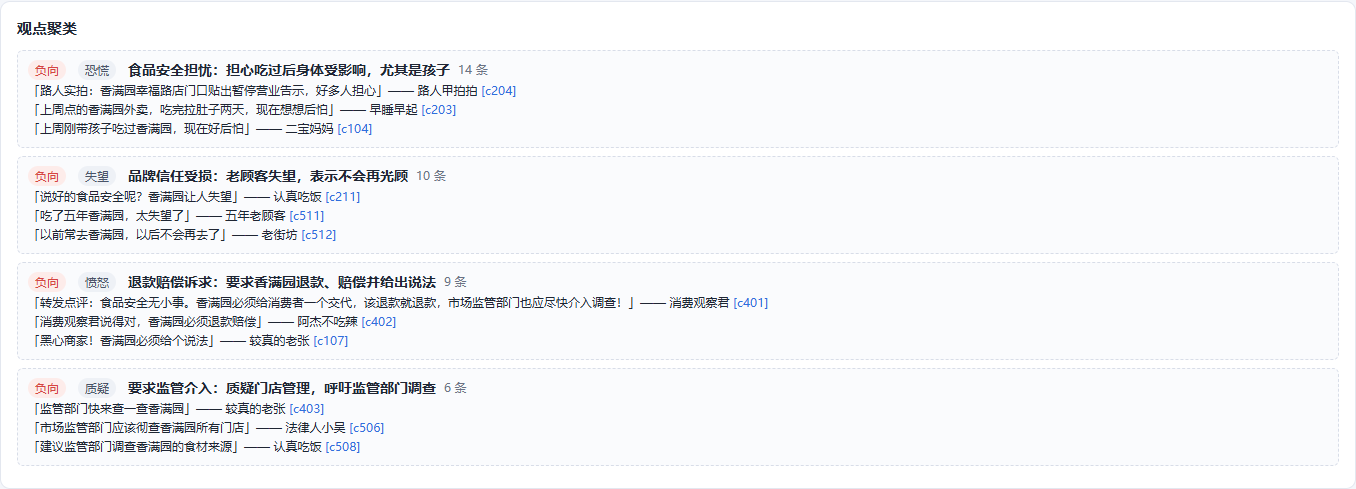 观点聚类
负向 恐慌 食品安全担忧：担心吃过后身体受影响，尤其是孩子 14 条
「路人实拍：香满园幸福路店门口贴出暂停营业告示，好多人担心」—— 路人甲拍拍 [c204]
「上周点的香满园外卖，吃完拉肚子两天，现在想想后怕」—— 早睡早起 [c203]
「上周刚带孩子吃过香满园，现在好后怕」—— 二宝妈妈 [c104]
负向 失望 品牌信任受损：老顾客失望，表示不会再光顾 10 条
「说好的食品安全呢？香满园让人失望」—— 认真吃饭 [c211]
「吃了五年香满园，太失望了」—— 五年老顾客 [c511]
「以前常去香满园，以后不会再去了」—— 老街坊 [c512]
负向 愤怒 退款赔偿诉求：要求香满园退款、赔偿并给出说法 9 条
「转发点评：食品安全无小事。香满园必须给消费者一个交代，该退款就退款，市场监管部门也应尽快介入调查！」—— 消费观察君 [c401]
「消费观察君说得对，香满园必须退款赔偿」—— 阿杰不吃辣 [c402]
「黑心商家！香满园必须给个说法」—— 较真的老张 [c107]
负向 质疑 要求监管介入：质疑门店管理，呼吁监管部门调查 6 条
「监管部门快来查一查香满园」—— 较真的老张 [c403]
「市场监管部门应该彻查香满园所有门店」—— 法律人小吴 [c506]
「建议监管部门调查香满园的食材来源」—— 认真吃饭 [c508]